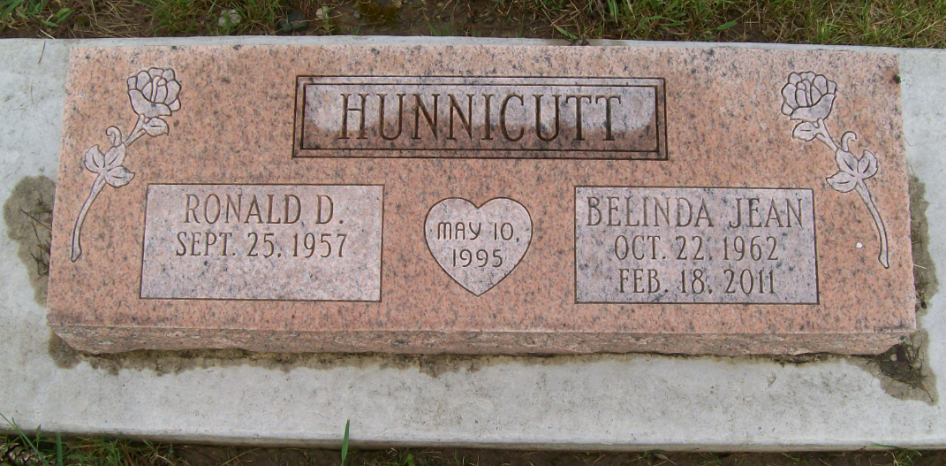 HUNNICUTT
RONALD D.
SEPT. 25, 1957
MAY 10,
1995
BELINDA JEAN
OCT. 22, 1962
FEB. 18, 2011